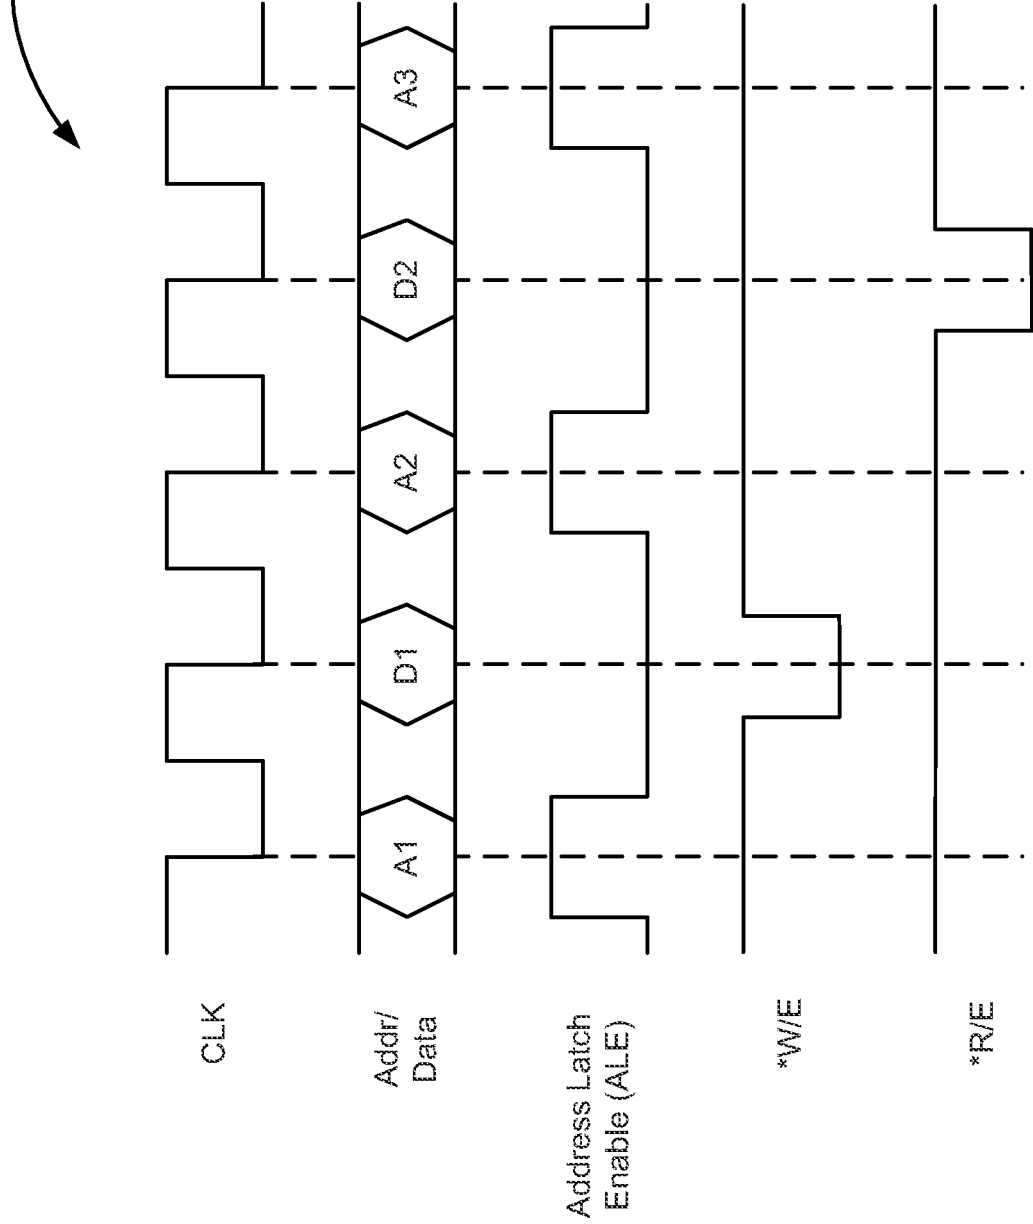 CLK
Addr/
Data
A1
D1
A2
D2
A3
Address Latch
Enable (ALE)
*W/E
*R/E